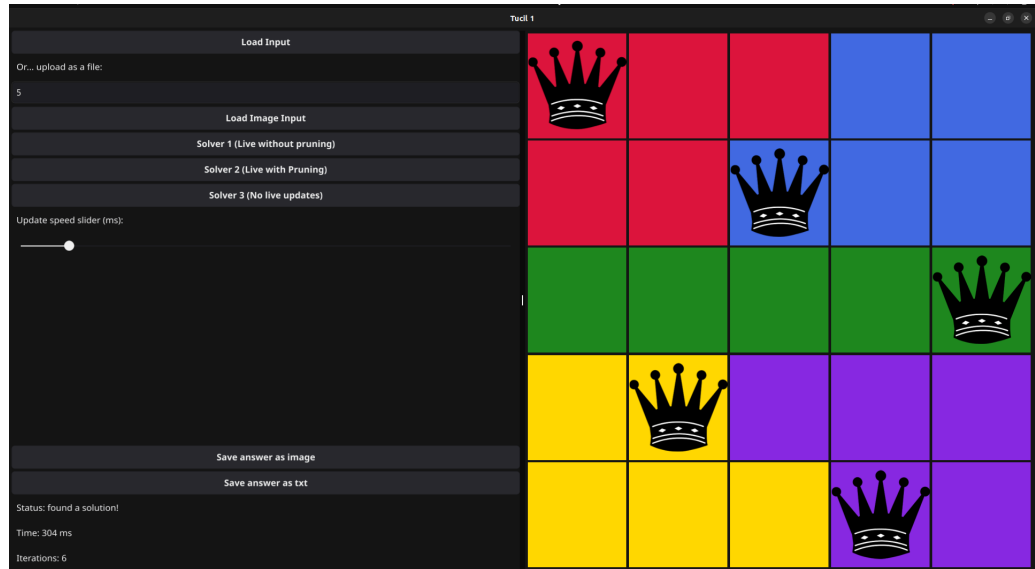 Tucil 1
Load Input
Or... upload as a file:
5
Load Image Input
Solver 1 (Live without pruning)
Solver 2 (Live with Pruning)
Solver 3 (No live updates)
Update speed slider (ms):
Save answer as image
Save answer as txt
Status: found a solution!
Time: 304 ms
Iterations: 6